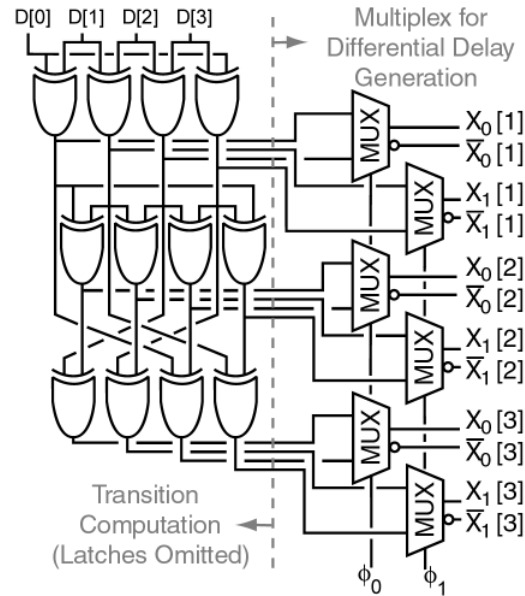 D[0] D[1] D[2] D[3]
Multiplex for
Differential Delay
Generation
MUX
X₀[1]
X̅₀[1]
MUX
X₁[1]
X̅₁[1]
MUX
X₀[2]
X̅₀[2]
MUX
X₁[2]
X̅₁[2]
MUX
X₀[3]
X̅₀[3]
MUX
X₁[3]
X̅₁[3]
Transition
Computation
(Latches Omitted)
ϕ₀ ϕ₁